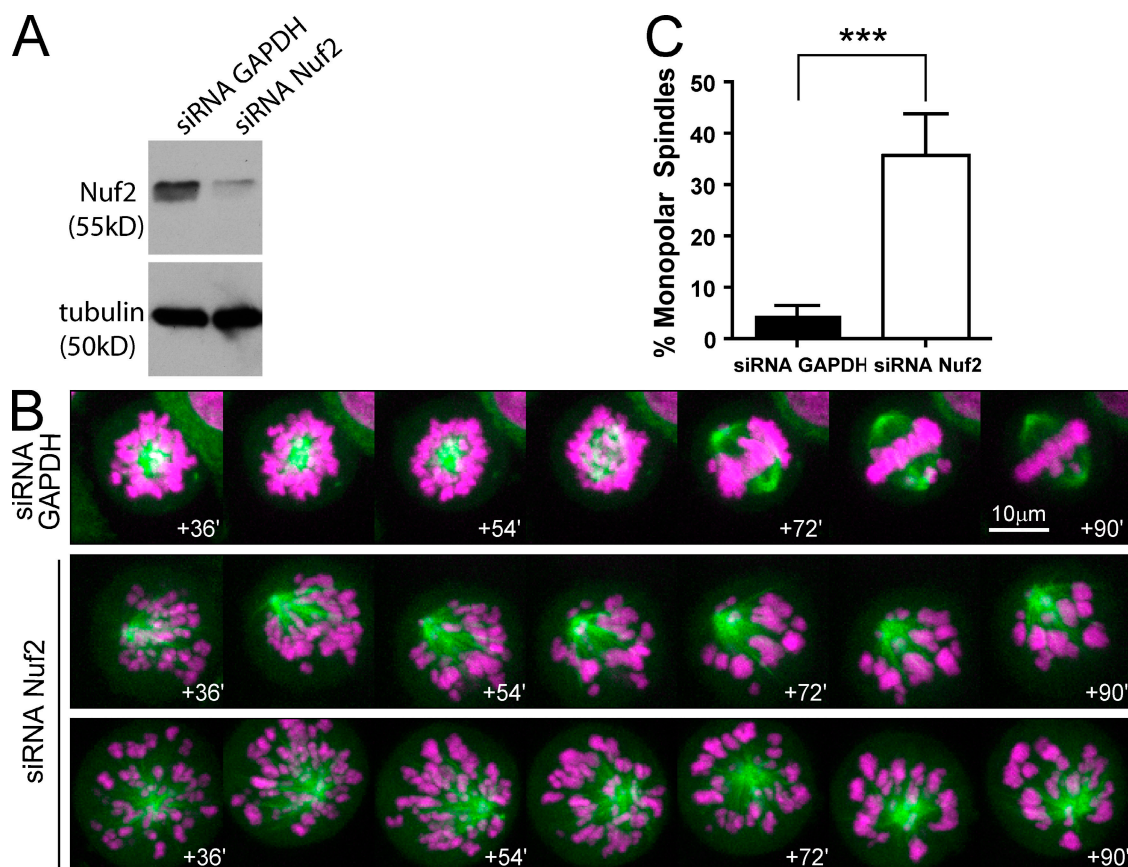 A
siRNA GAPDH
siRNA Nuf2
Nuf2
(55kD)
tubulin
(50kD)
C
***
% Monopolar Spindles
50
40
30
20
10
0
siRNA GAPDH
siRNA Nuf2
B
siRNA
GAPDH
+36'
+54'
+72'
10µm
+90'
siRNA Nuf2
+36'
+54'
+72'
+90'
+36'
+54'
+72'
+90'